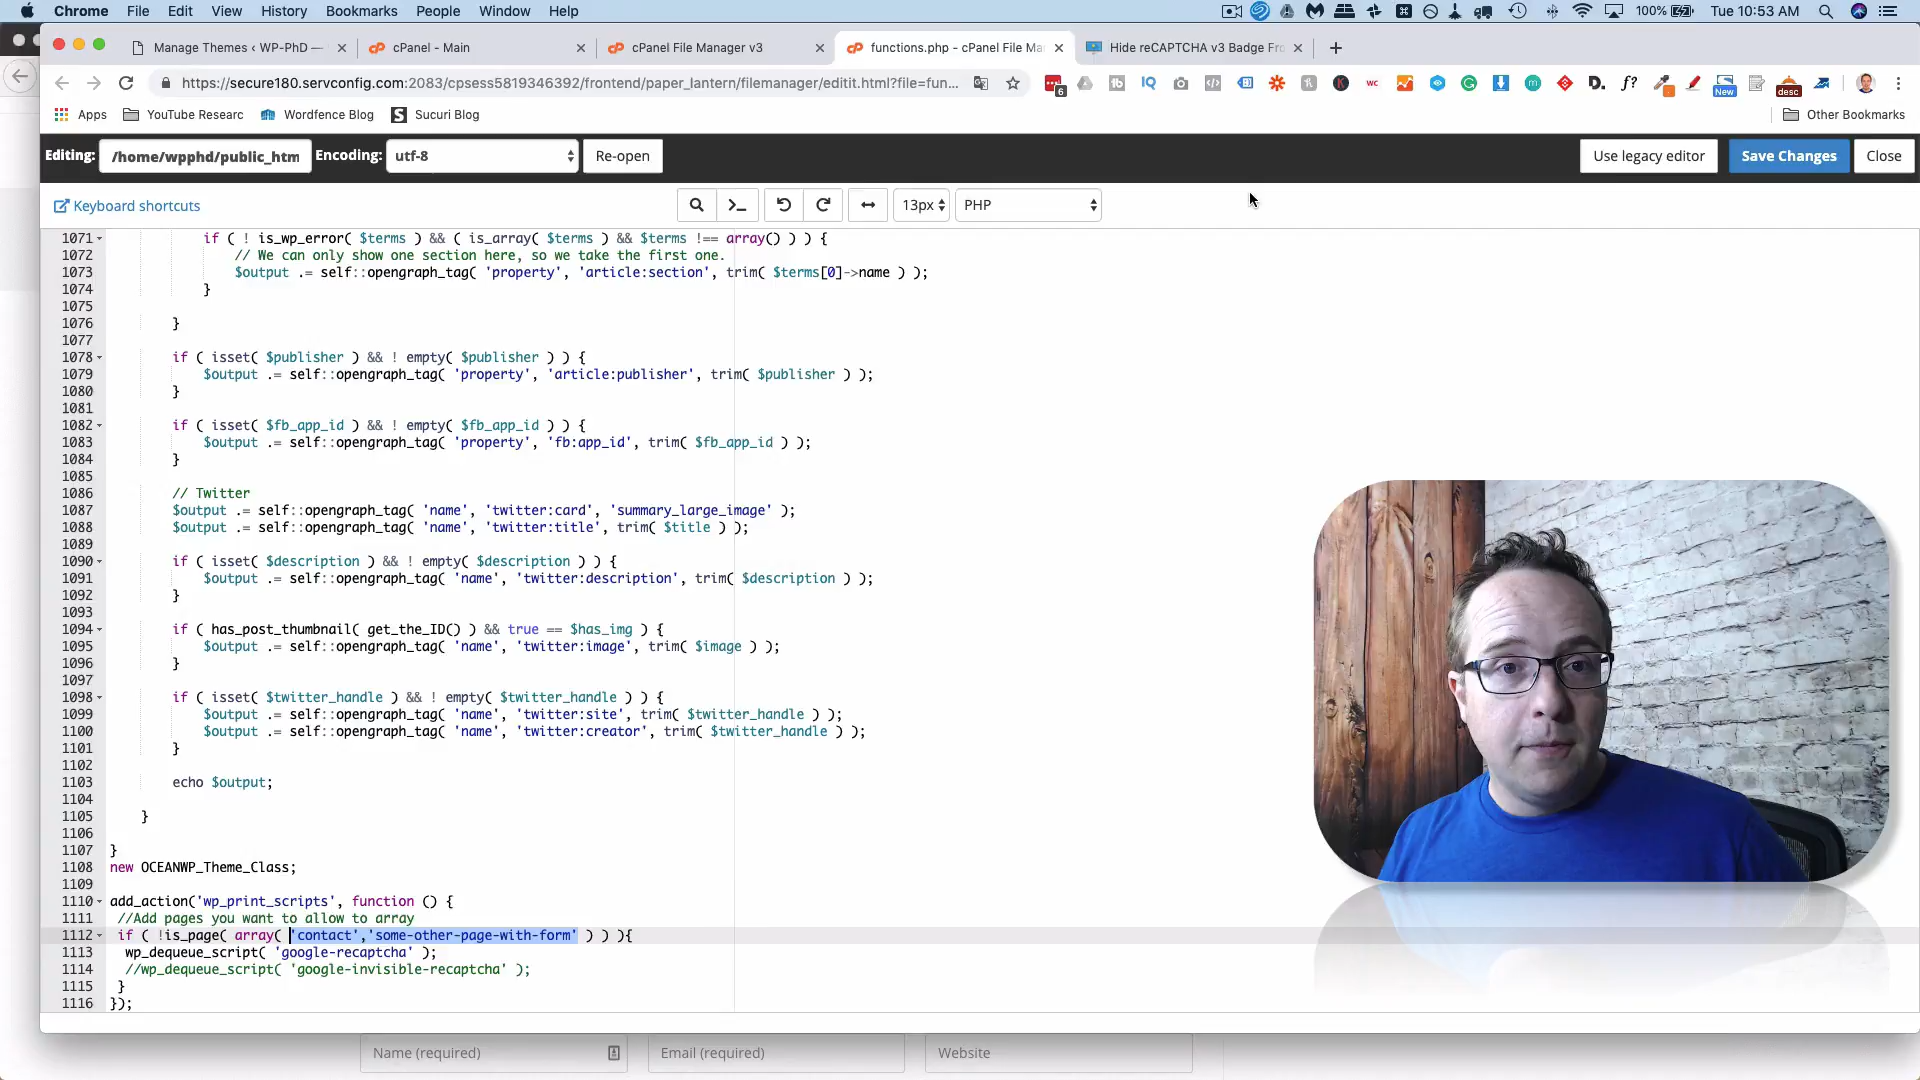 Chrome File Edit View History Bookmarks People Window Help 100% Tue 10:53 AM
Manage Themes ‹ WP-PhD — cPanel - Main cPanel File Manager v3 functions.php - cPanel File Ma Hide reCAPTCHA v3 Badge Fro
https://secure180.servconfig.com:2083/cpsess5819346392/frontend/paper_lantern/filemanager/editit.html?file=fun...
Apps YouTube Researc Wordfence Blog Sucuri Blog Other Bookmarks
Editing: /home/wpphd/public_htm Encoding: utf-8 Re-open Use legacy editor Save Changes Close
Keyboard shortcuts 13px PHP
1071 if ( ! is_wp_error( $terms ) && ( is_array( $terms ) && $terms !== array() ) ) {
1072 // We can only show one section here, so we take the first one.
1073 $output .= self::opengraph_tag( 'property', 'article:section', trim( $terms[0]->name ) );
1074 }
1075
1076 }
1077
1078 if ( isset( $publisher ) && ! empty( $publisher ) ) {
1079 $output .= self::opengraph_tag( 'property', 'article:publisher', trim( $publisher ) );
1080 }
1081
1082 if ( isset( $fb_app_id ) && ! empty( $fb_app_id ) ) {
1083 $output .= self::opengraph_tag( 'property', 'fb:app_id', trim( $fb_app_id ) );
1084 }
1085
1086 // Twitter
1087 $output .= self::opengraph_tag( 'name', 'twitter:card', 'summary_large_image' );
1088 $output .= self::opengraph_tag( 'name', 'twitter:title', trim( $title ) );
1089
1090 if ( isset( $description ) && ! empty( $description ) ) {
1091 $output .= self::opengraph_tag( 'name', 'twitter:description', trim( $description ) );
1092 }
1093
1094 if ( has_post_thumbnail( get_the_ID() ) && true == $has_img ) {
1095 $output .= self::opengraph_tag( 'name', 'twitter:image', trim( $image ) );
1096 }
1097
1098 if ( isset( $twitter_handle ) && ! empty( $twitter_handle ) ) {
1099 $output .= self::opengraph_tag( 'name', 'twitter:site', trim( $twitter_handle ) );
1100 $output .= self::opengraph_tag( 'name', 'twitter:creator', trim( $twitter_handle ) );
1101 }
1102
1103 echo $output;
1104
1105 }
1106
1107 }
1108 new OCEANWP_Theme_Class;
1109
1110 add_action('wp_print_scripts', function () {
1111 //Add pages you want to allow to array
1112 if ( !is_page( array( 'contact','some-other-page-with-form' ) ) ){
1113 wp_dequeue_script( 'google-recaptcha' );
1114 //wp_dequeue_script( 'google-invisible-recaptcha' );
1115 }
1116 });
Name (required) Email (required) Website